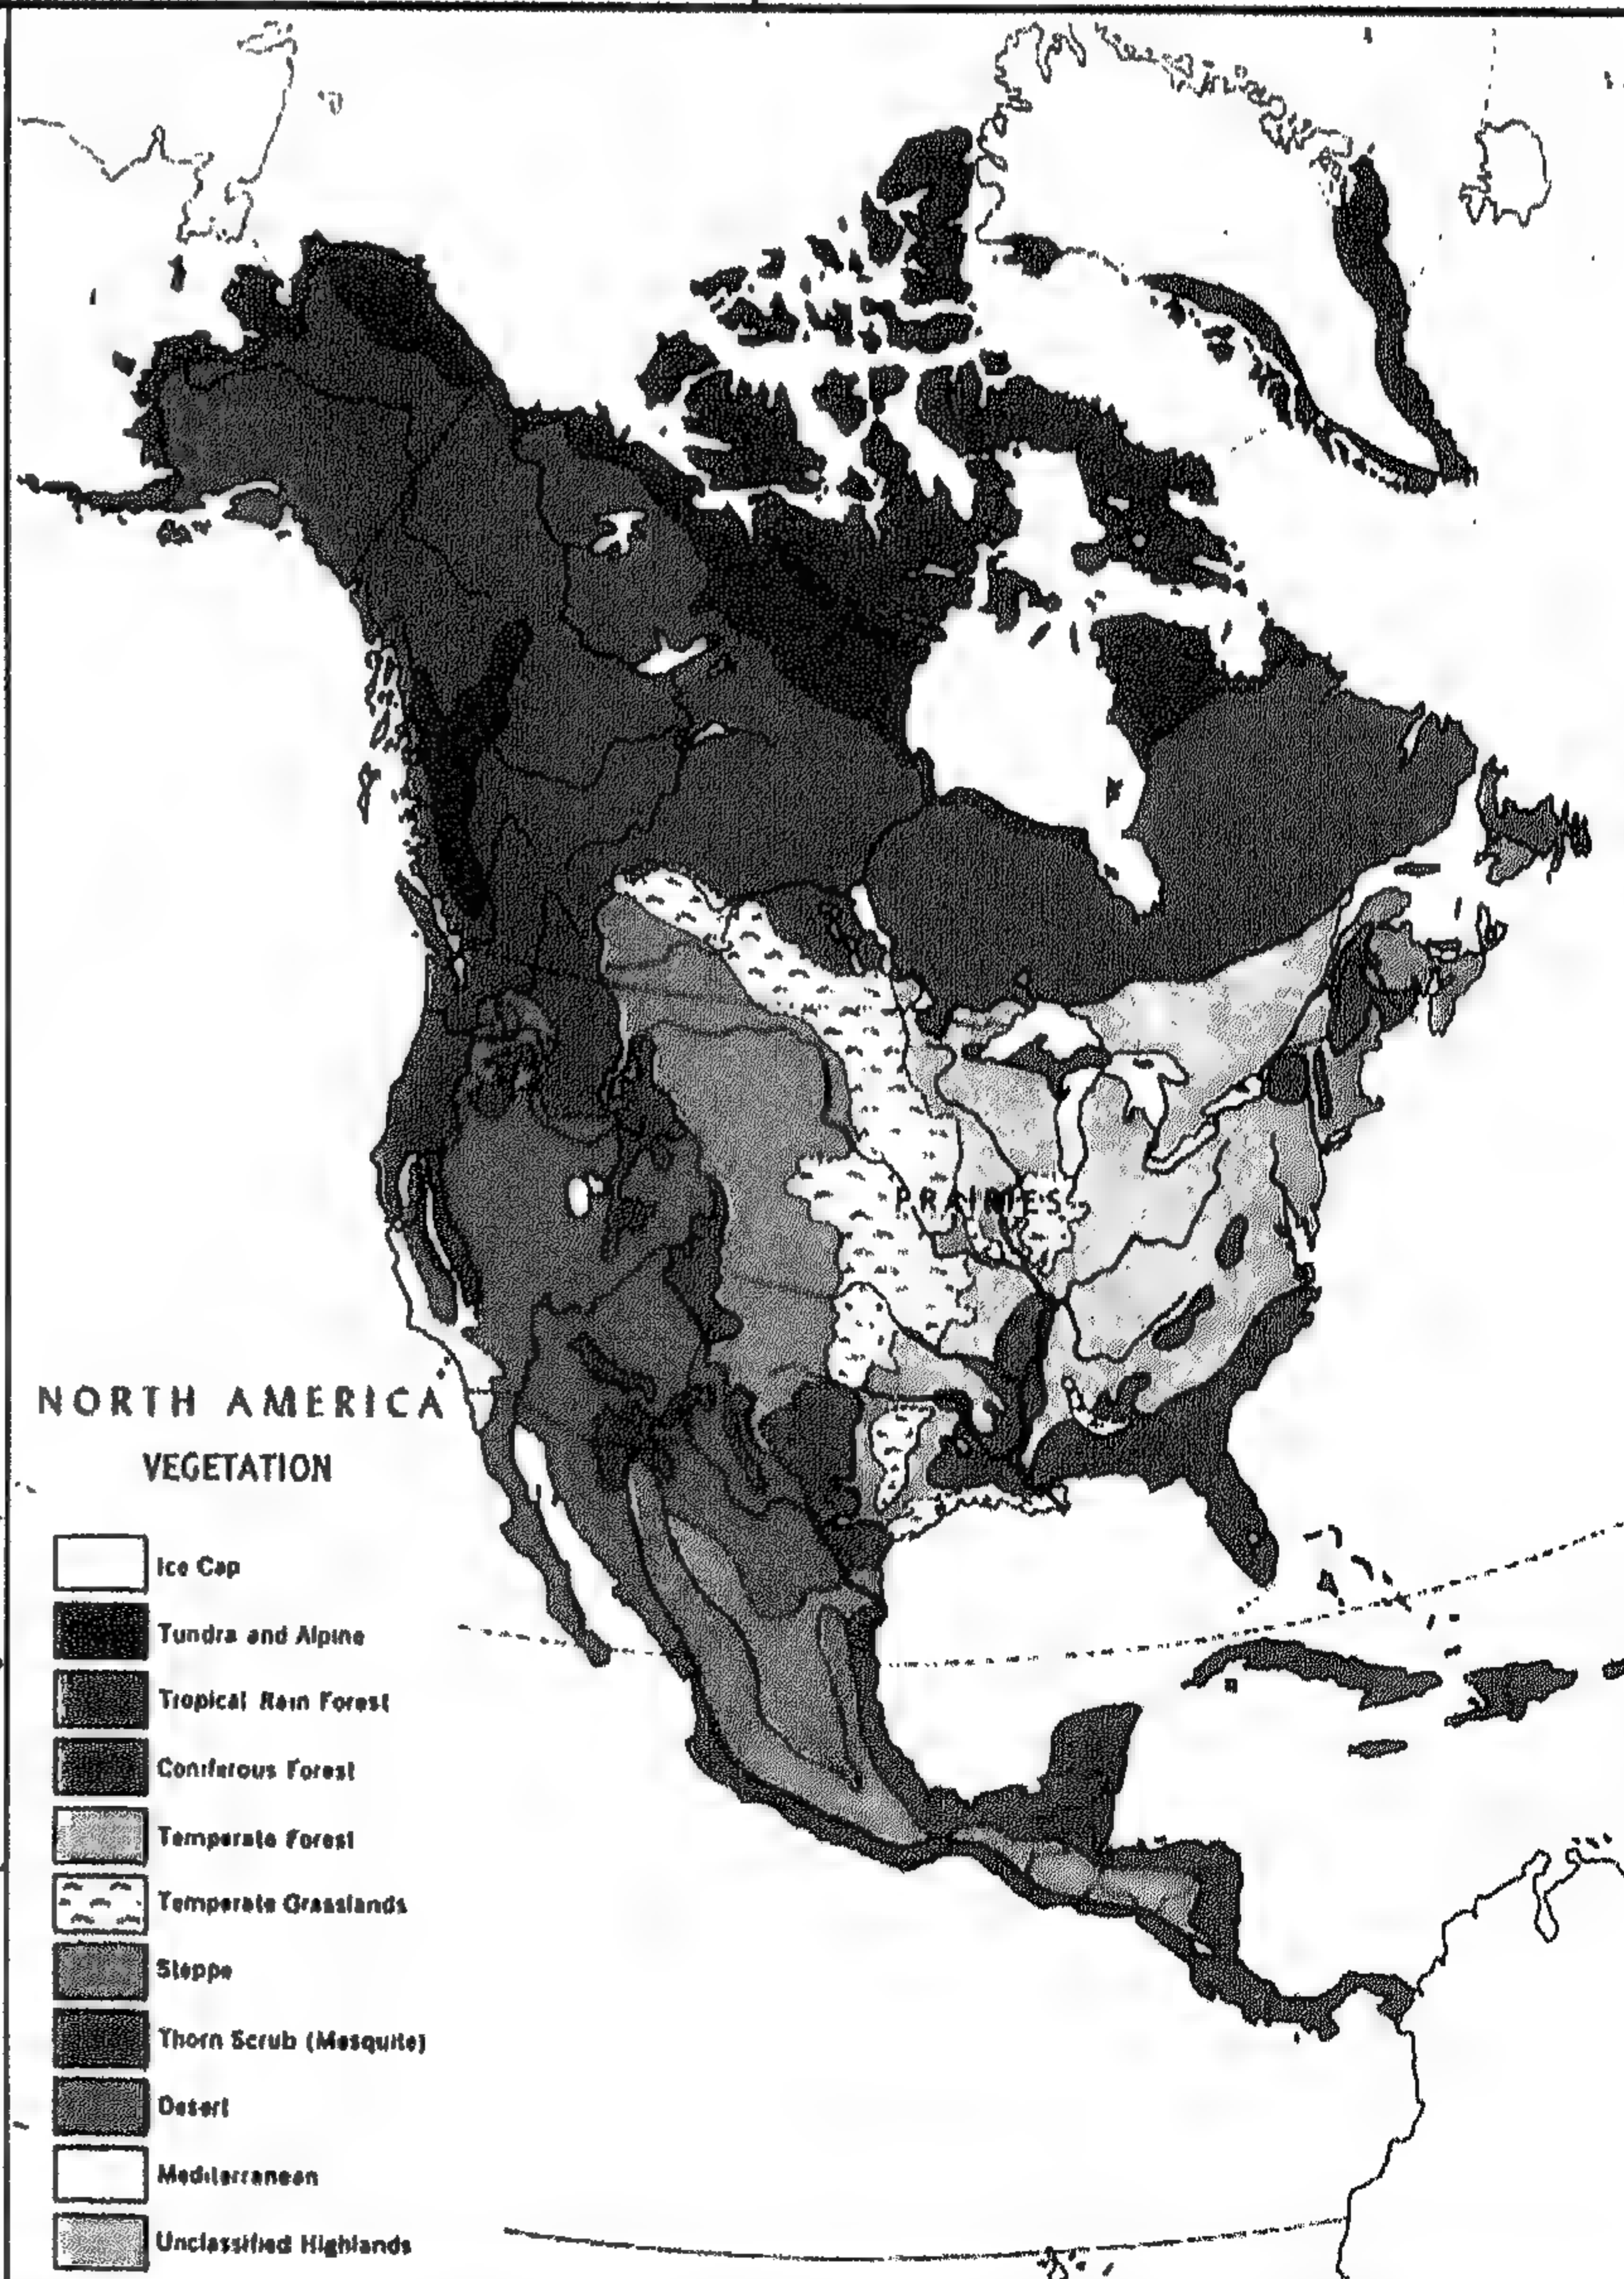 PRAIRIES
NORTH AMERICA
VEGETATION
Ice Cap
Tundra and Alpine
Tropical Rain Forest
Coniferous Forest
Temperate Forest
Temperate Grasslands
Steppe
Thorn Scrub (Mesquite)
Desert
Mediterranean
Unclassified Highlands